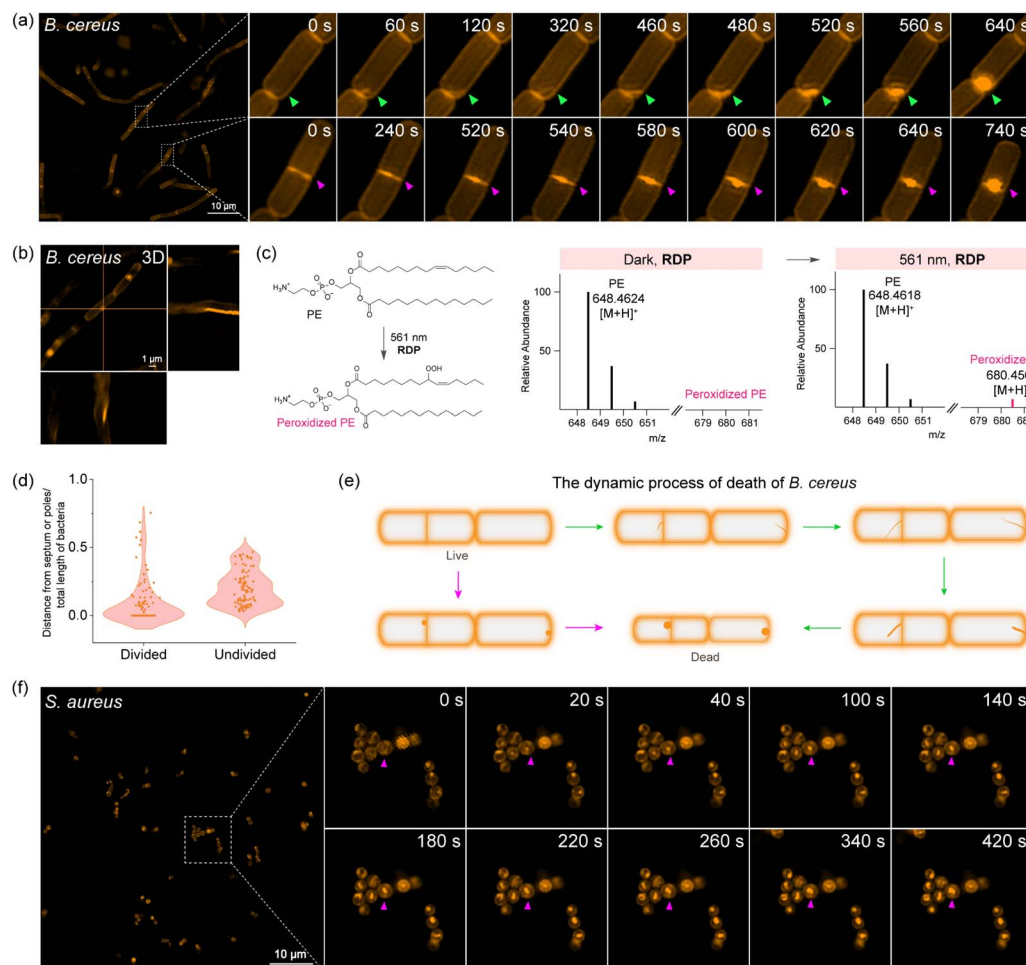 (a)
B. cereus
0 s 60 s 120 s 320 s 460 s 480 s 520 s 560 s 640 s
0 s 240 s 520 s 540 s 580 s 600 s 620 s 640 s 740 s
10 µm
(b)
B. cereus 3D
1 µm
(c)
H₃N⁺
O
P
O
O⁻
O
O
O
O
PE
561 nm
RDP
OOH
H₃N⁺
O
P
O
O⁻
O
O
O
O
Peroxidized PE
Dark, RDP
PE
648.4624
[M+H]⁺
100
50
Relative Abundance
Peroxidized PE
648 649 650 651 679 680 681
m/z
561 nm, RDP
PE
648.4618
[M+H]⁺
100
50
Relative Abundance
Peroxidized
[M+H]
648 649 650 651 679 680
m/z
(d)
Distance from septum or poles/
total length of bacteria
1.0
0.5
0.0
Divided Undivided
(e)
The dynamic process of death of B. cereus
Live
Dead
(f)
S. aureus
0 s 20 s 40 s 100 s 140 s
180 s 220 s 260 s 340 s 420 s
10 µm